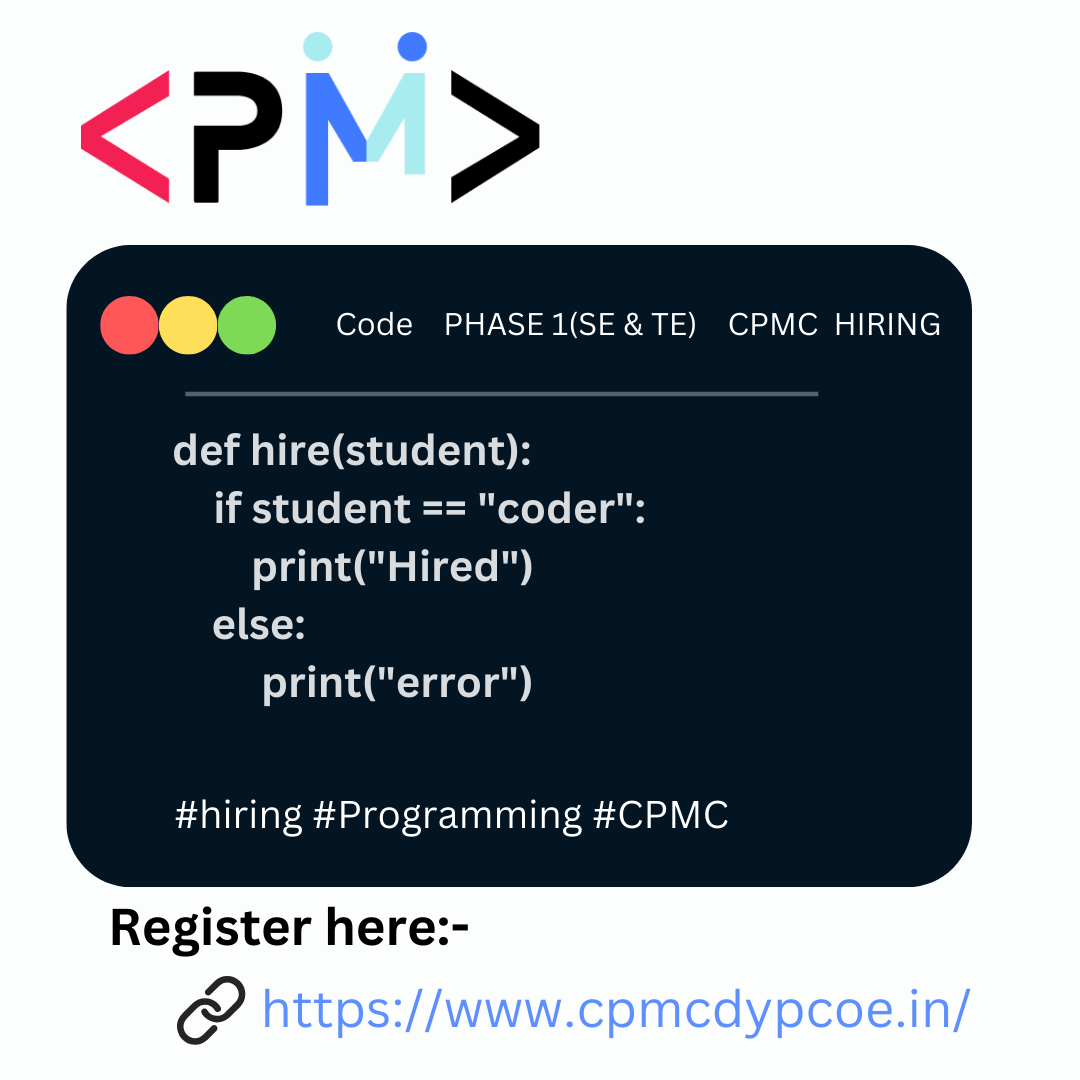 <PM>
Code PHASE 1(SE & TE) CPMC HIRING
def hire(student):
    if student == "coder":
        print("Hired")
    else:
        print("error")
#hiring #Programming #CPMC
Register here:-
https://www.cpmcdypcoe.in/